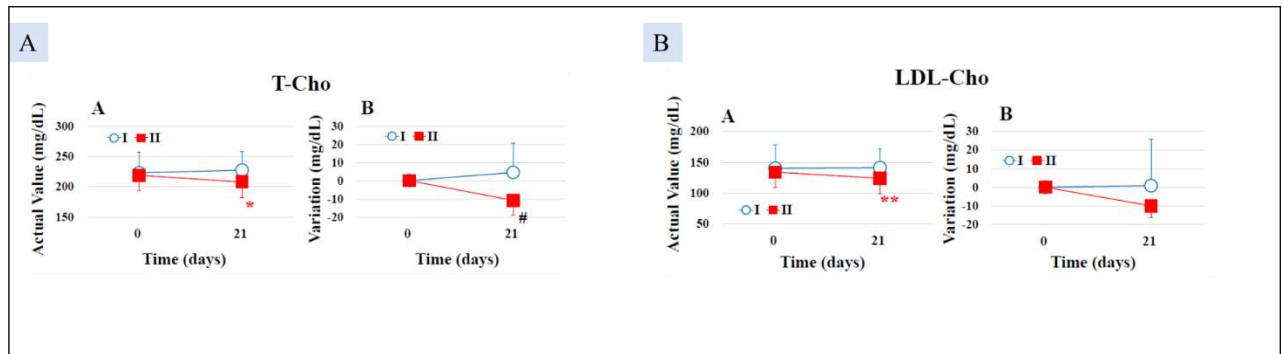 A
T-Cho
A
Actual Value (mg/dL)
300
250
200
150
I II
*
0 21
Time (days)
B
Variation (mg/dL)
30
20
10
0
-10
-20
I II
#
0 21
Time (days)
B
LDL-Cho
A
Actual Value (mg/dL)
200
150
100
50
I II
**
0 21
Time (days)
B
Variation (mg/dL)
30
20
10
0
-10
-20
I II
0 21
Time (days)